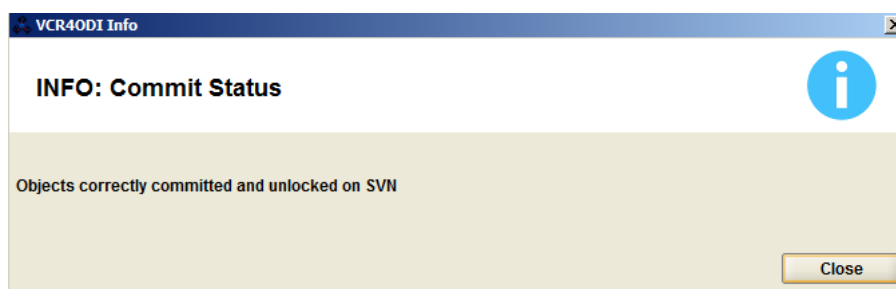 VCR4ODI Info
INFO: Commit Status
Objects correctly committed and unlocked on SVN
Close